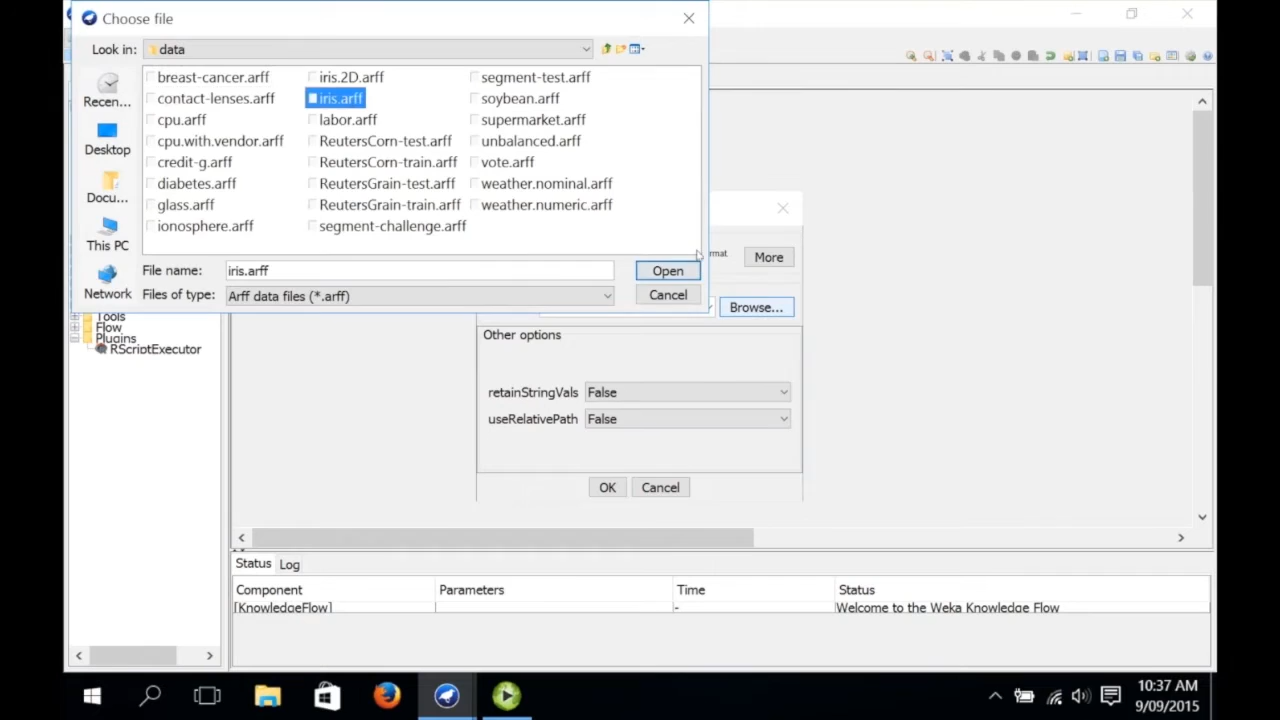 Choose file
Look in: data
Recen...
Desktop
Docu...
This PC
Network
breast-cancer.arff
contact-lenses.arff
cpu.arff
cpu.with.vendor.arff
credit-g.arff
diabetes.arff
glass.arff
ionosphere.arff
iris.2D.arff
iris.arff
labor.arff
ReutersCorn-test.arff
ReutersCorn-train.arff
ReutersGrain-test.arff
ReutersGrain-train.arff
segment-challenge.arff
segment-test.arff
soybean.arff
supermarket.arff
unbalanced.arff
vote.arff
weather.nominal.arff
weather.numeric.arff
File name: iris.arff Open
Files of type: Arff data files (*.arff) Cancel
rmat More
Browse...
Other options
retainStringVals False
useRelativePath False
OK Cancel
Tools
Flow
Plugins
RScriptExecutor
Status Log
Component Parameters Time Status
[KnowledgeFlow] - Welcome to the Weka Knowledge Flow
10:37 AM
9/09/2015